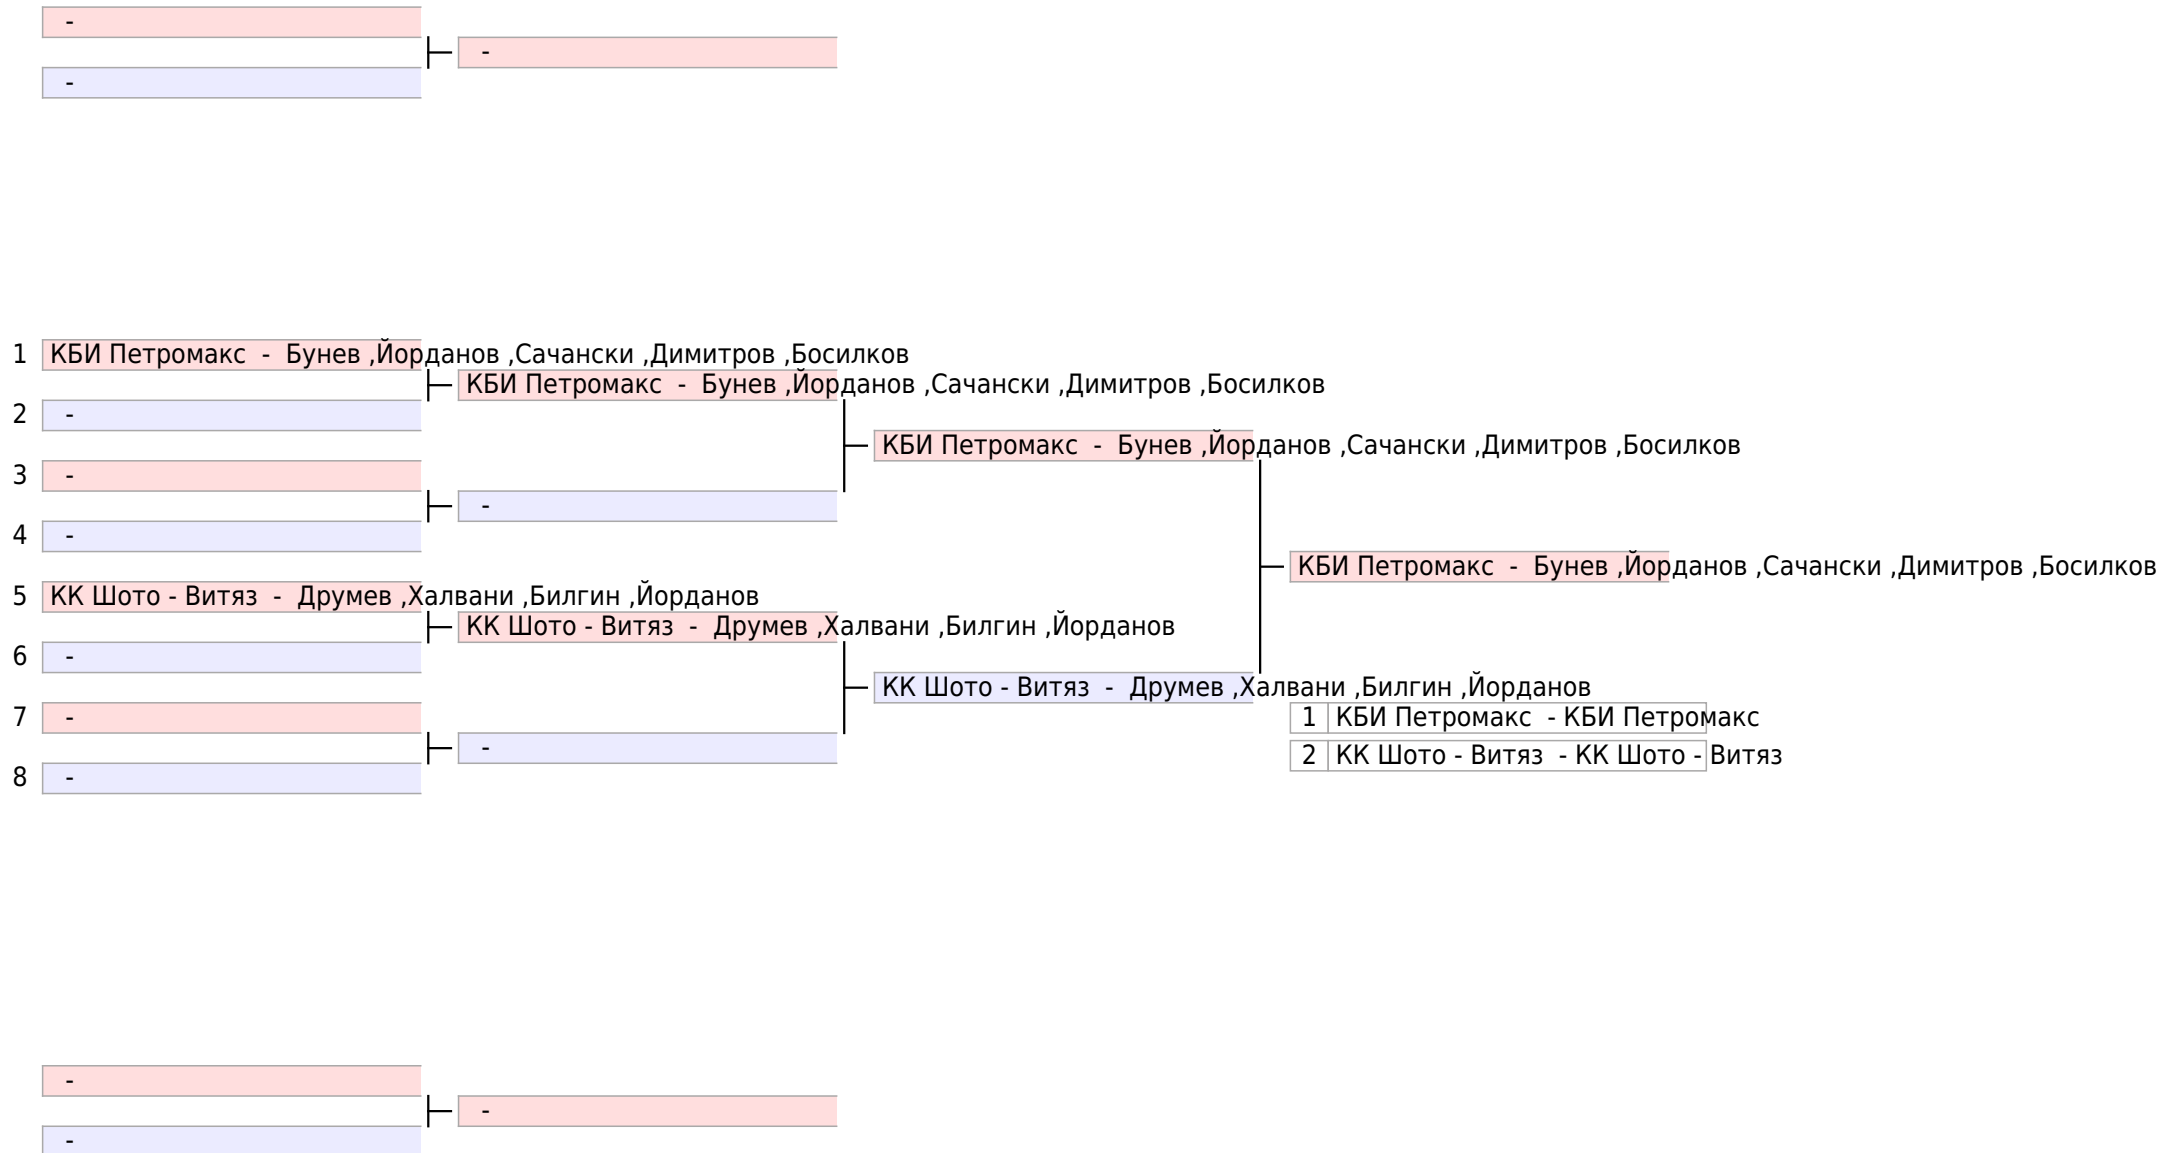 -
-
-
1 КБИ Петромакс - Бунев ,Йорданов ,Сачански ,Димитров ,Босилков
КБИ Петромакс - Бунев ,Йорданов ,Сачански ,Димитров ,Босилков
2 -
КБИ Петромакс - Бунев ,Йорданов ,Сачански ,Димитров ,Босилков
3 -
-
4 -
КБИ Петромакс - Бунев ,Йорданов ,Сачански ,Димитров ,Босилков
5 КК Шото - Витяз - Друмев ,Халвани ,Билгин ,Йорданов
КК Шото - Витяз - Друмев ,Халвани ,Билгин ,Йорданов
6 -
КК Шото - Витяз - Друмев ,Халвани ,Билгин ,Йорданов
7 -
1 КБИ Петромакс - КБИ Петромакс
-
2 КК Шото - Витяз - КК Шото - Витяз
8 -
-
-
-